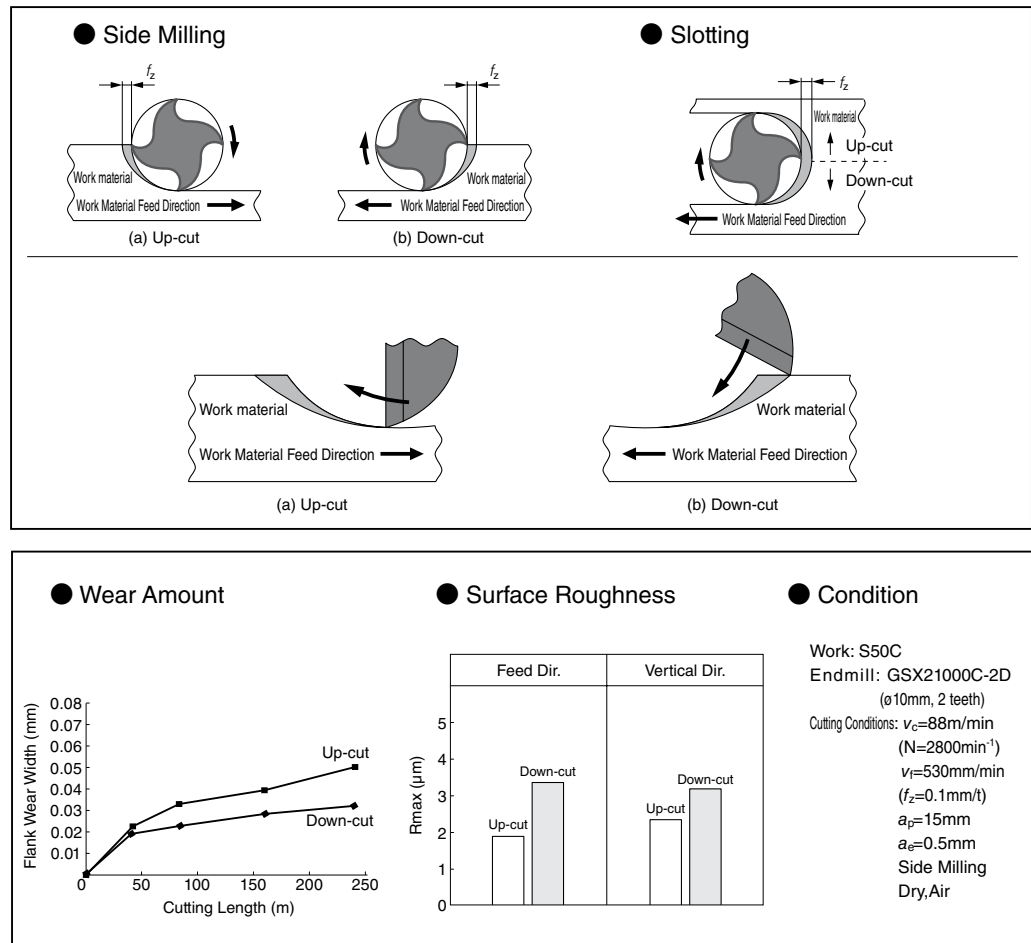 ● Side Milling
fz
Work material
Work Material Feed Direction
(a) Up-cut
fz
Work material
Work Material Feed Direction
(b) Down-cut
● Slotting
fz
Work material
Up-cut
Down-cut
Work Material Feed Direction
Work material
Work Material Feed Direction
(a) Up-cut
Work material
Work Material Feed Direction
(b) Down-cut
● Wear Amount
Flank Wear Width (mm)
0.08
0.07
0.06
0.05
0.04
0.03
0.02
0.01
0
0 50 100 150 200 250
Cutting Length (m)
Up-cut
Down-cut
● Surface Roughness
Feed Dir. Vertical Dir.
Rmax (μm)
5
4
3
2
1
0
Up-cut
Down-cut
Up-cut
Down-cut
● Condition
Work: S50C
Endmill: GSX21000C-2D
(ø10mm, 2 teeth)
Cutting Conditions: vc=88m/min
(N=2800min⁻¹)
vf=530mm/min
(fz=0.1mm/t)
ap=15mm
ae=0.5mm
Side Milling
Dry,Air